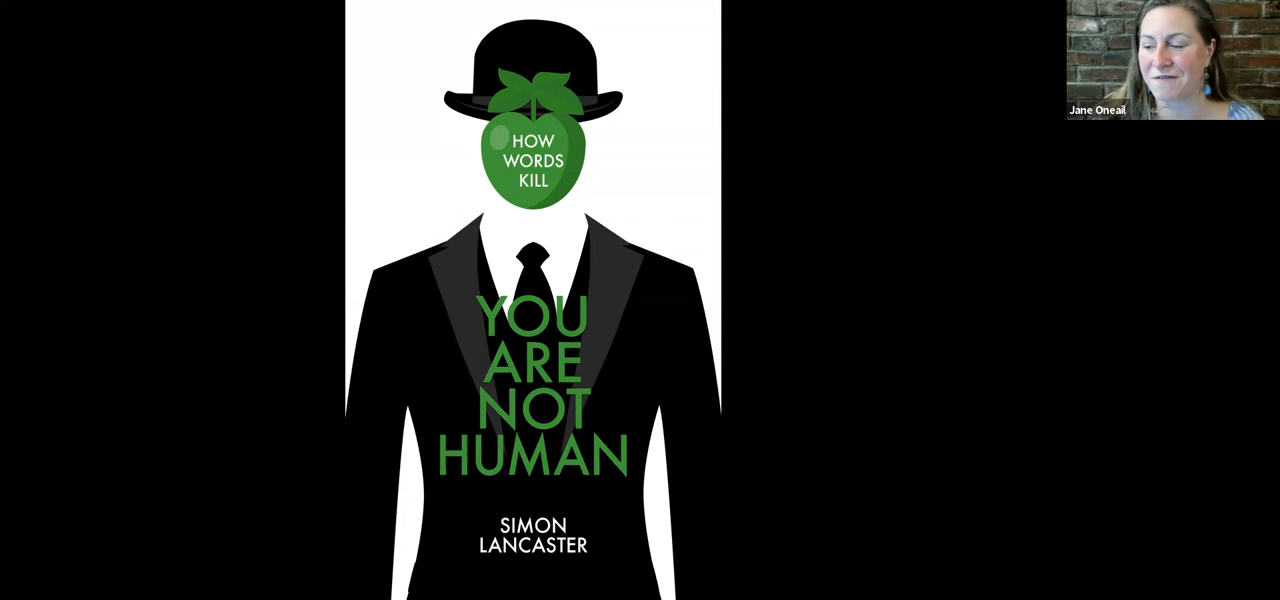 HOW
WORDS
KILL
YOU
ARE
NOT
HUMAN
SIMON
LANCASTER
Jane Oneail